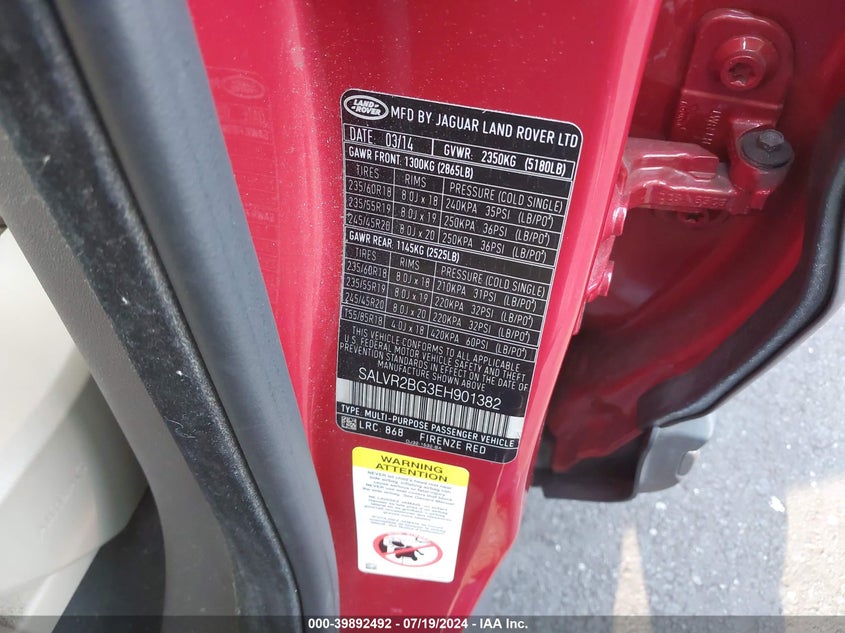 LAND ROVER
MFD BY JAGUAR LAND ROVER LTD
DATE: 03/14 GVWR: 2350KG (5180LB)
GAWR FRONT: 1300KG (2865LB)
TIRES RIMS PRESSURE (COLD SINGLE)
235/60R18 8.0J x 18 240KPA 35PSI (LB/PO²)
235/55R19 8.0J x 19 250KPA 36PSI (LB/PO²)
245/45R20 8.0J x 20 250KPA 36PSI (LB/PO²)
GAWR REAR: 1145KG (2525LB)
TIRES RIMS PRESSURE (COLD SINGLE)
235/60R18 8.0J x 18 210KPA 31PSI (LB/PO²)
235/55R19 8.0J x 19 220KPA 32PSI (LB/PO²)
245/45R20 8.0J x 20 220KPA 32PSI (LB/PO²)
T55/85R18 4.0J x 18 420KPA 60PSI (LB/PO²)
THIS VEHICLE CONFORMS TO ALL APPLICABLE
U.S. FEDERAL MOTOR VEHICLE SAFETY AND THEFT
PREVENTION STANDARDS IN EFFECT ON THE DATE OF
MANUFACTURE SHOWN ABOVE
SALVR2BG3EH901382
TYPE: MULTI-PURPOSE PASSENGER VEHICLE
LRC: 868 FIRENZE RED
WARNING
ATTENTION
000-39892492 - 07/19/2024 - IAA Inc.